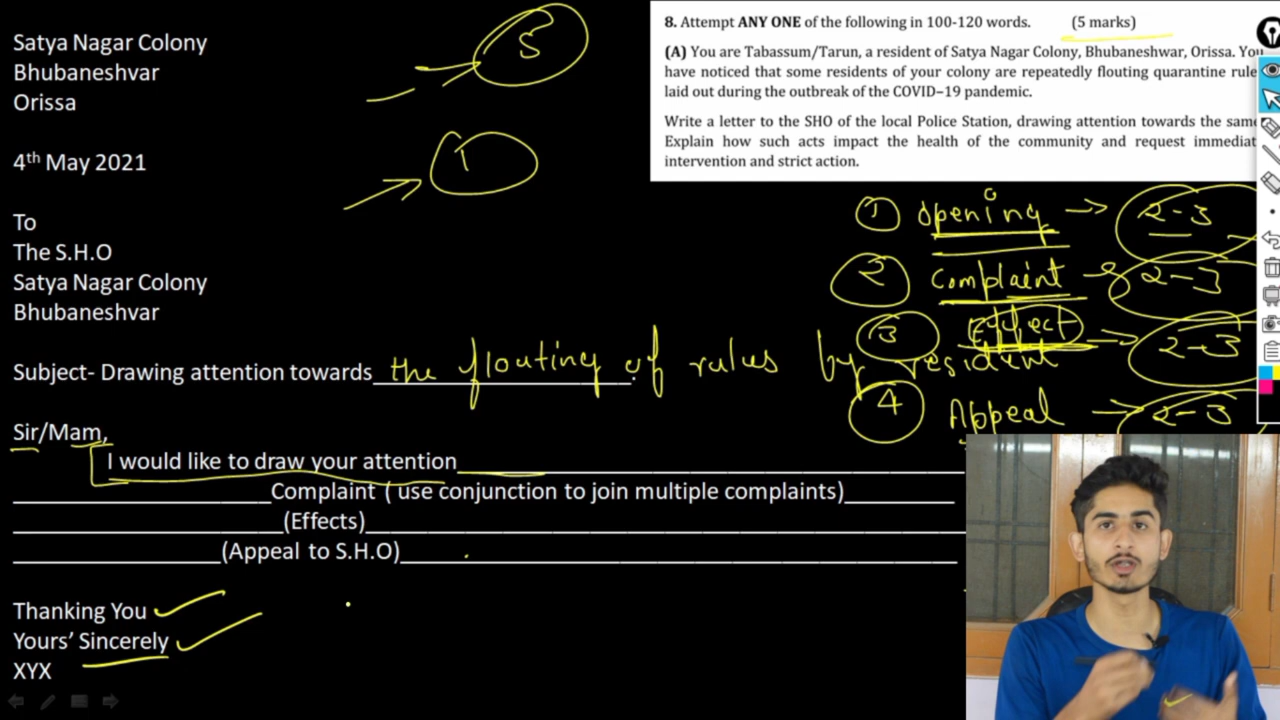 Satya Nagar Colony
Bhubaneshvar
Orissa
4th May 2021
To
The S.H.O
Satya Nagar Colony
Bhubaneshvar
Subject- Drawing attention towards the flouting of rules by resident
Sir/Mam,
I would like to draw your attention
Complaint ( use conjunction to join multiple complaints)
(Effects)
(Appeal to S.H.O)
Thanking You
Yours’ Sincerely
XYX
5
1
8. Attempt ANY ONE of the following in 100-120 words. (5 marks)
(A) You are Tabassum/Tarun, a resident of Satya Nagar Colony, Bhubaneshwar, Orissa. You
have noticed that some residents of your colony are repeatedly flouting quarantine rule
laid out during the outbreak of the COVID–19 pandemic.
Write a letter to the SHO of the local Police Station, drawing attention towards the same
Explain how such acts impact the health of the community and request immediat
intervention and strict action.
1 opening → 2-3
2 Complaint → 2-3
3 Effect → 2-3
4 Appeal → 2-3